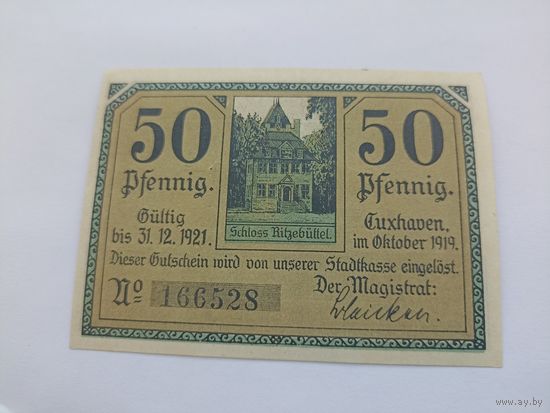 50 50
Pfennig. Pfennig.
Gültig
bis 31.12.1921.
Schloss Ritzebüttel.
Cuxhaven,
im Oktober 1919.
Dieser Gutschein wird von unserer Stadtkasse eingelöst.
No 166528
Der Magistrat:
www.ay.by